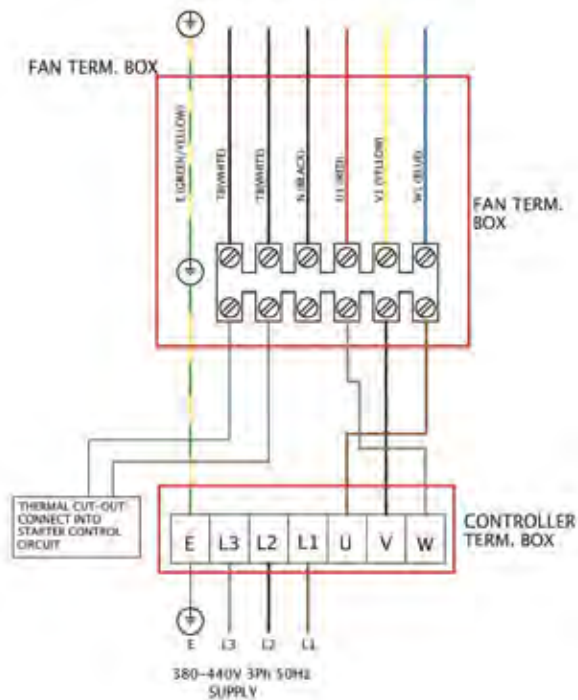 FAN TERM. BOX
E (GREEN/YELLOW)
TB(WHITE)
TB(WHITE)
N (BLACK)
U1 (RED)
V1 (YELLOW)
W1 (BLUE)
FAN TERM.
BOX
THERMAL CUT-OUT
CONNECT INTO
STARTER CONTROL
CIRCUIT
E L3 L2 L1 U V W
CONTROLLER
TERM. BOX
E L3 L2 L1
380-440V 3Ph 50Hz
SUPPLY